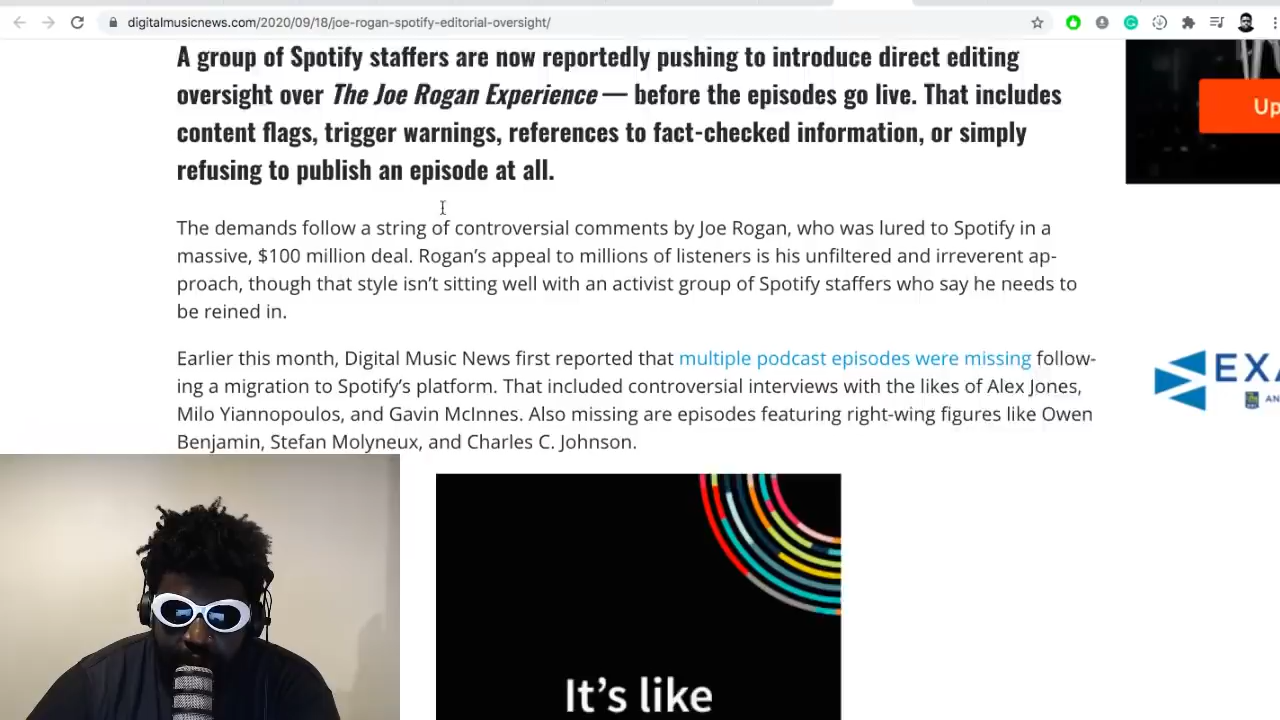 digitalmusicnews.com/2020/09/18/joe-rogan-spotify-editorial-oversight/
A group of Spotify staffers are now reportedly pushing to introduce direct editing
oversight over The Joe Rogan Experience — before the episodes go live. That includes
content flags, trigger warnings, references to fact-checked information, or simply
refusing to publish an episode at all.
Up
The demands follow a string of controversial comments by Joe Rogan, who was lured to Spotify in a
massive, $100 million deal. Rogan’s appeal to millions of listeners is his unfiltered and irreverent ap-
proach, though that style isn’t sitting well with an activist group of Spotify staffers who say he needs to
be reined in.
Earlier this month, Digital Music News first reported that multiple podcast episodes were missing follow-
ing a migration to Spotify’s platform. That included controversial interviews with the likes of Alex Jones,
Milo Yiannopoulos, and Gavin McInnes. Also missing are episodes featuring right-wing figures like Owen
Benjamin, Stefan Molyneux, and Charles C. Johnson.
EXA
AN
It’s like